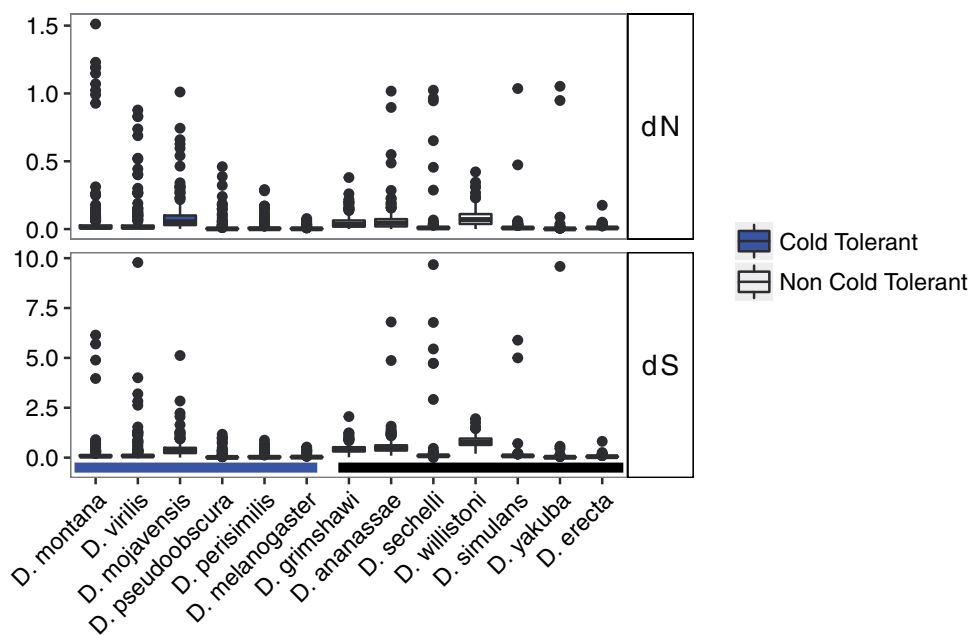 1.5
1.0
0.5
0.0
dN
10.0
7.5
5.0
2.5
0.0
dS
Cold Tolerant
Non Cold Tolerant
D. montana
D. virilis
D. mojavensis
D. pseudoobscura
D. perisimilis
D. melanogaster
D. grimshawi
D. ananassae
D. sechelli
D. willistoni
D. simulans
D. yakuba
D. erecta